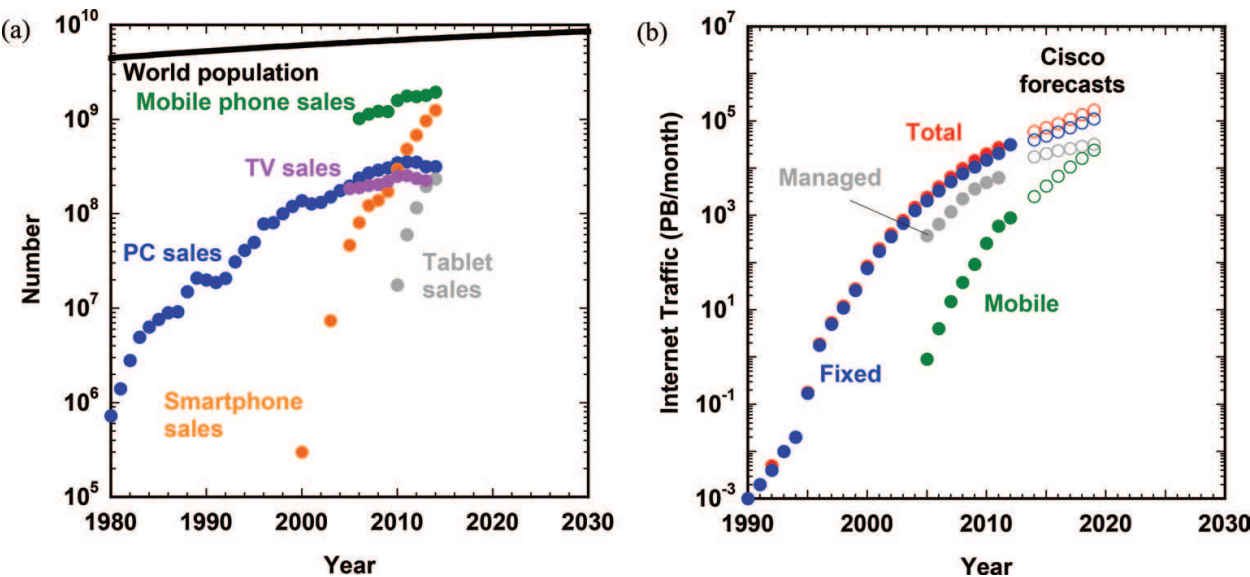 (a)
10^10
10^9
10^8
10^7
10^6
10^5
Number
World population
Mobile phone sales
TV sales
PC sales
Tablet
sales
Smartphone
sales
1980
1990
2000
2010
2020
2030
Year
(b)
10^7
10^5
10^3
10^1
10^-1
10^-3
Internet Traffic (PB/month)
Cisco
forecasts
Total
Managed
Mobile
Fixed
1990
2000
2010
2020
2030
Year